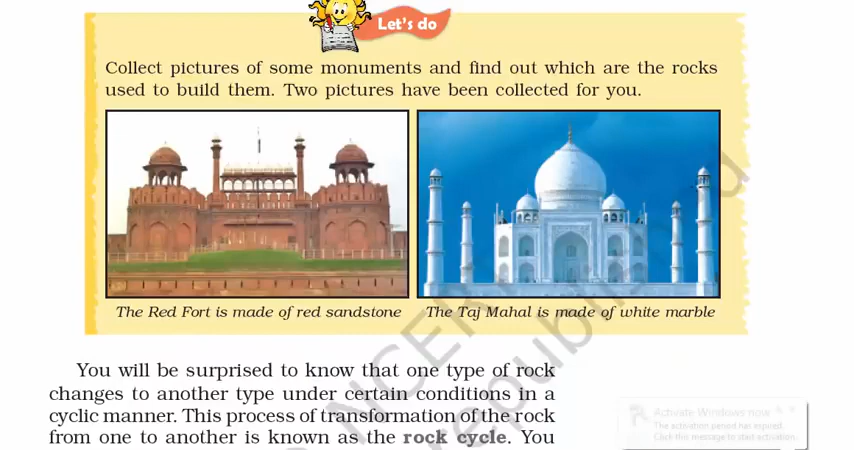 Let's do
Collect pictures of some monuments and find out which are the rocks
used to build them. Two pictures have been collected for you.
The Red Fort is made of red sandstone
The Taj Mahal is made of white marble
You will be surprised to know that one type of rock
changes to another type under certain conditions in a
cyclic manner. This process of transformation of the rock
from one to another is known as the rock cycle. You
Activate Windows now
The activation period has expired.
Click this message to start activation.
republished